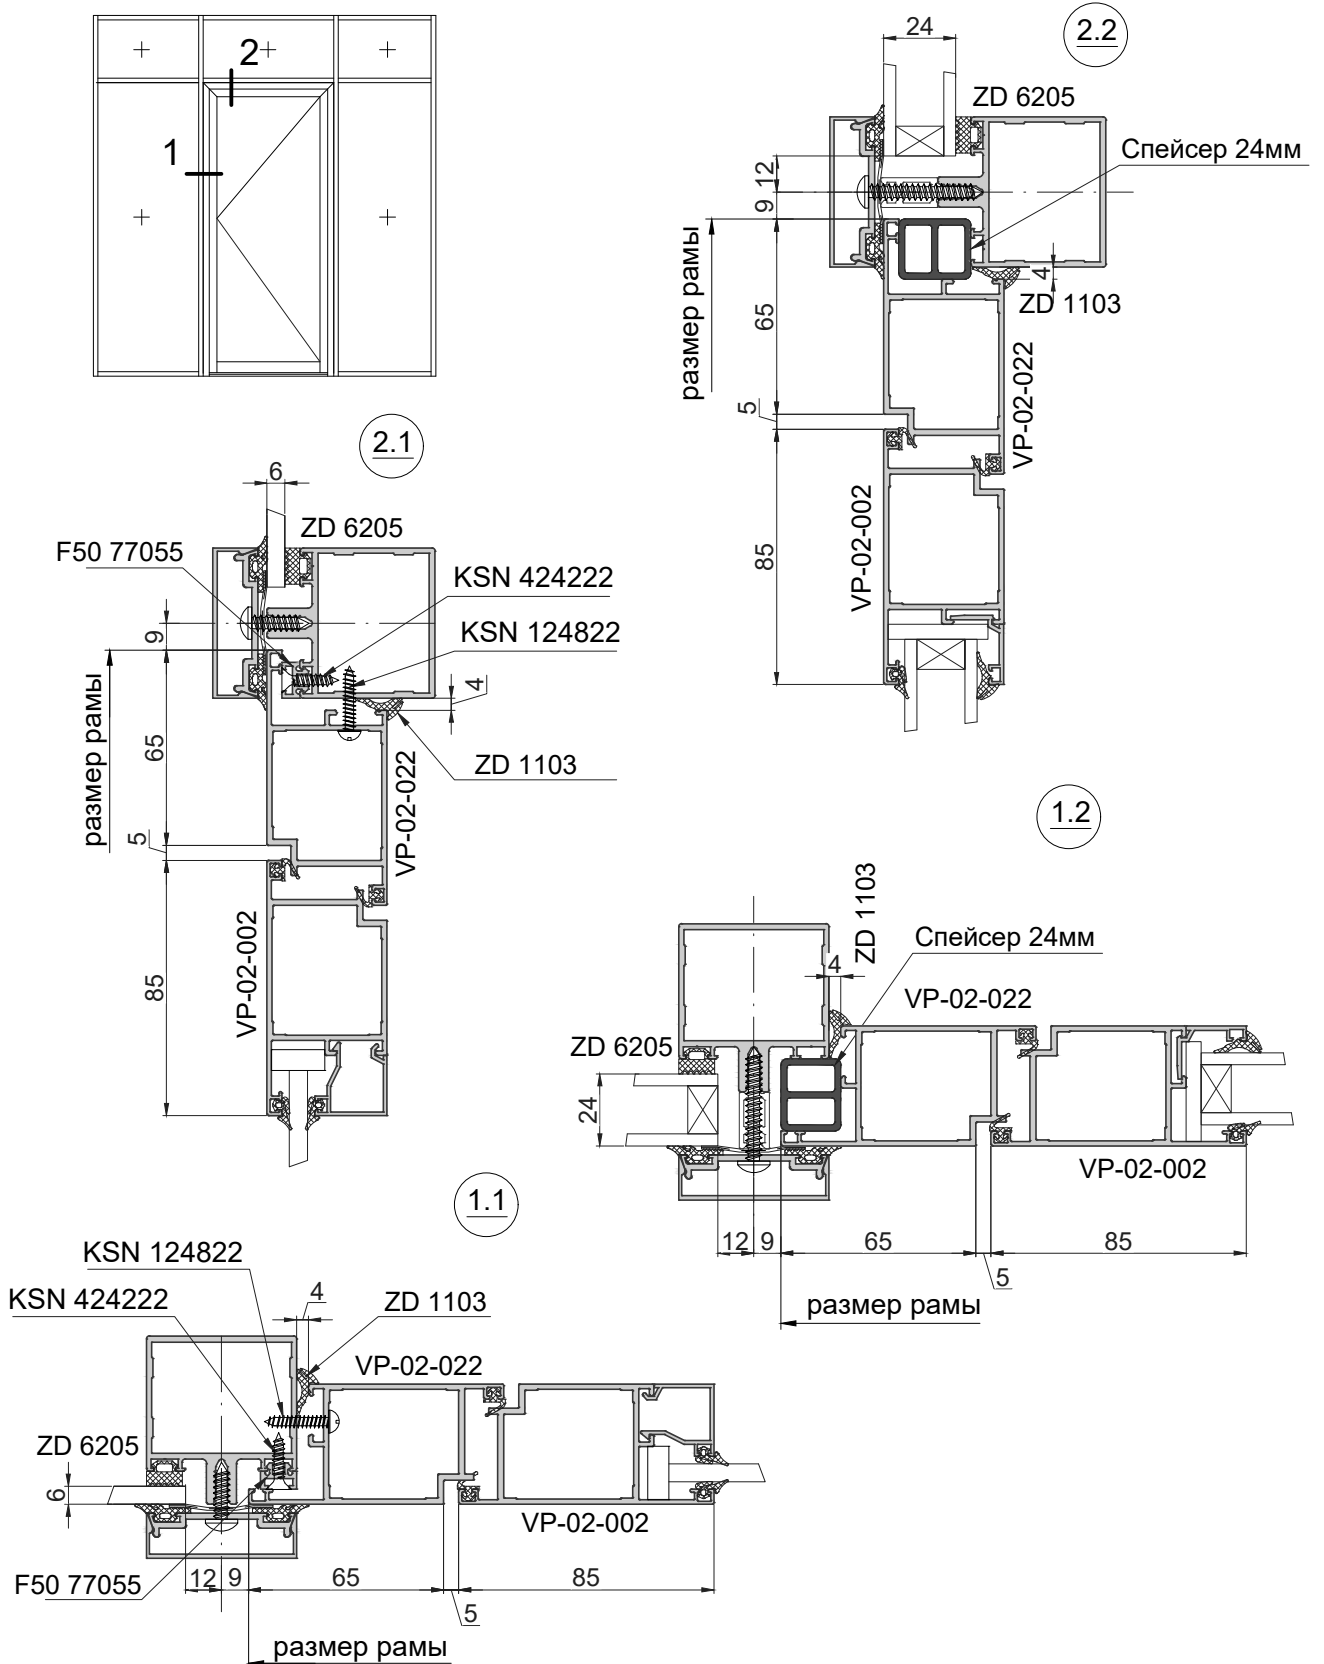 2
1
2.2
24
ZD 6205
Спейсер 24мм
12
9
размер рамы
65
4
ZD 1103
5
VP-02-022
VP-02-002
85
2.1
6
ZD 6205
F50 77055
KSN 424222
KSN 124822
9
размер рамы
4
65
ZD 1103
VP-02-022
5
VP-02-002
85
1.2
ZD 1103
Спейсер 24мм
4
VP-02-022
ZD 6205
24
VP-02-002
12
9
65
85
5
размер рамы
1.1
KSN 124822
KSN 424222
4
ZD 1103
VP-02-022
ZD 6205
6
VP-02-002
F50 77055
12
9
65
85
5
размер рамы